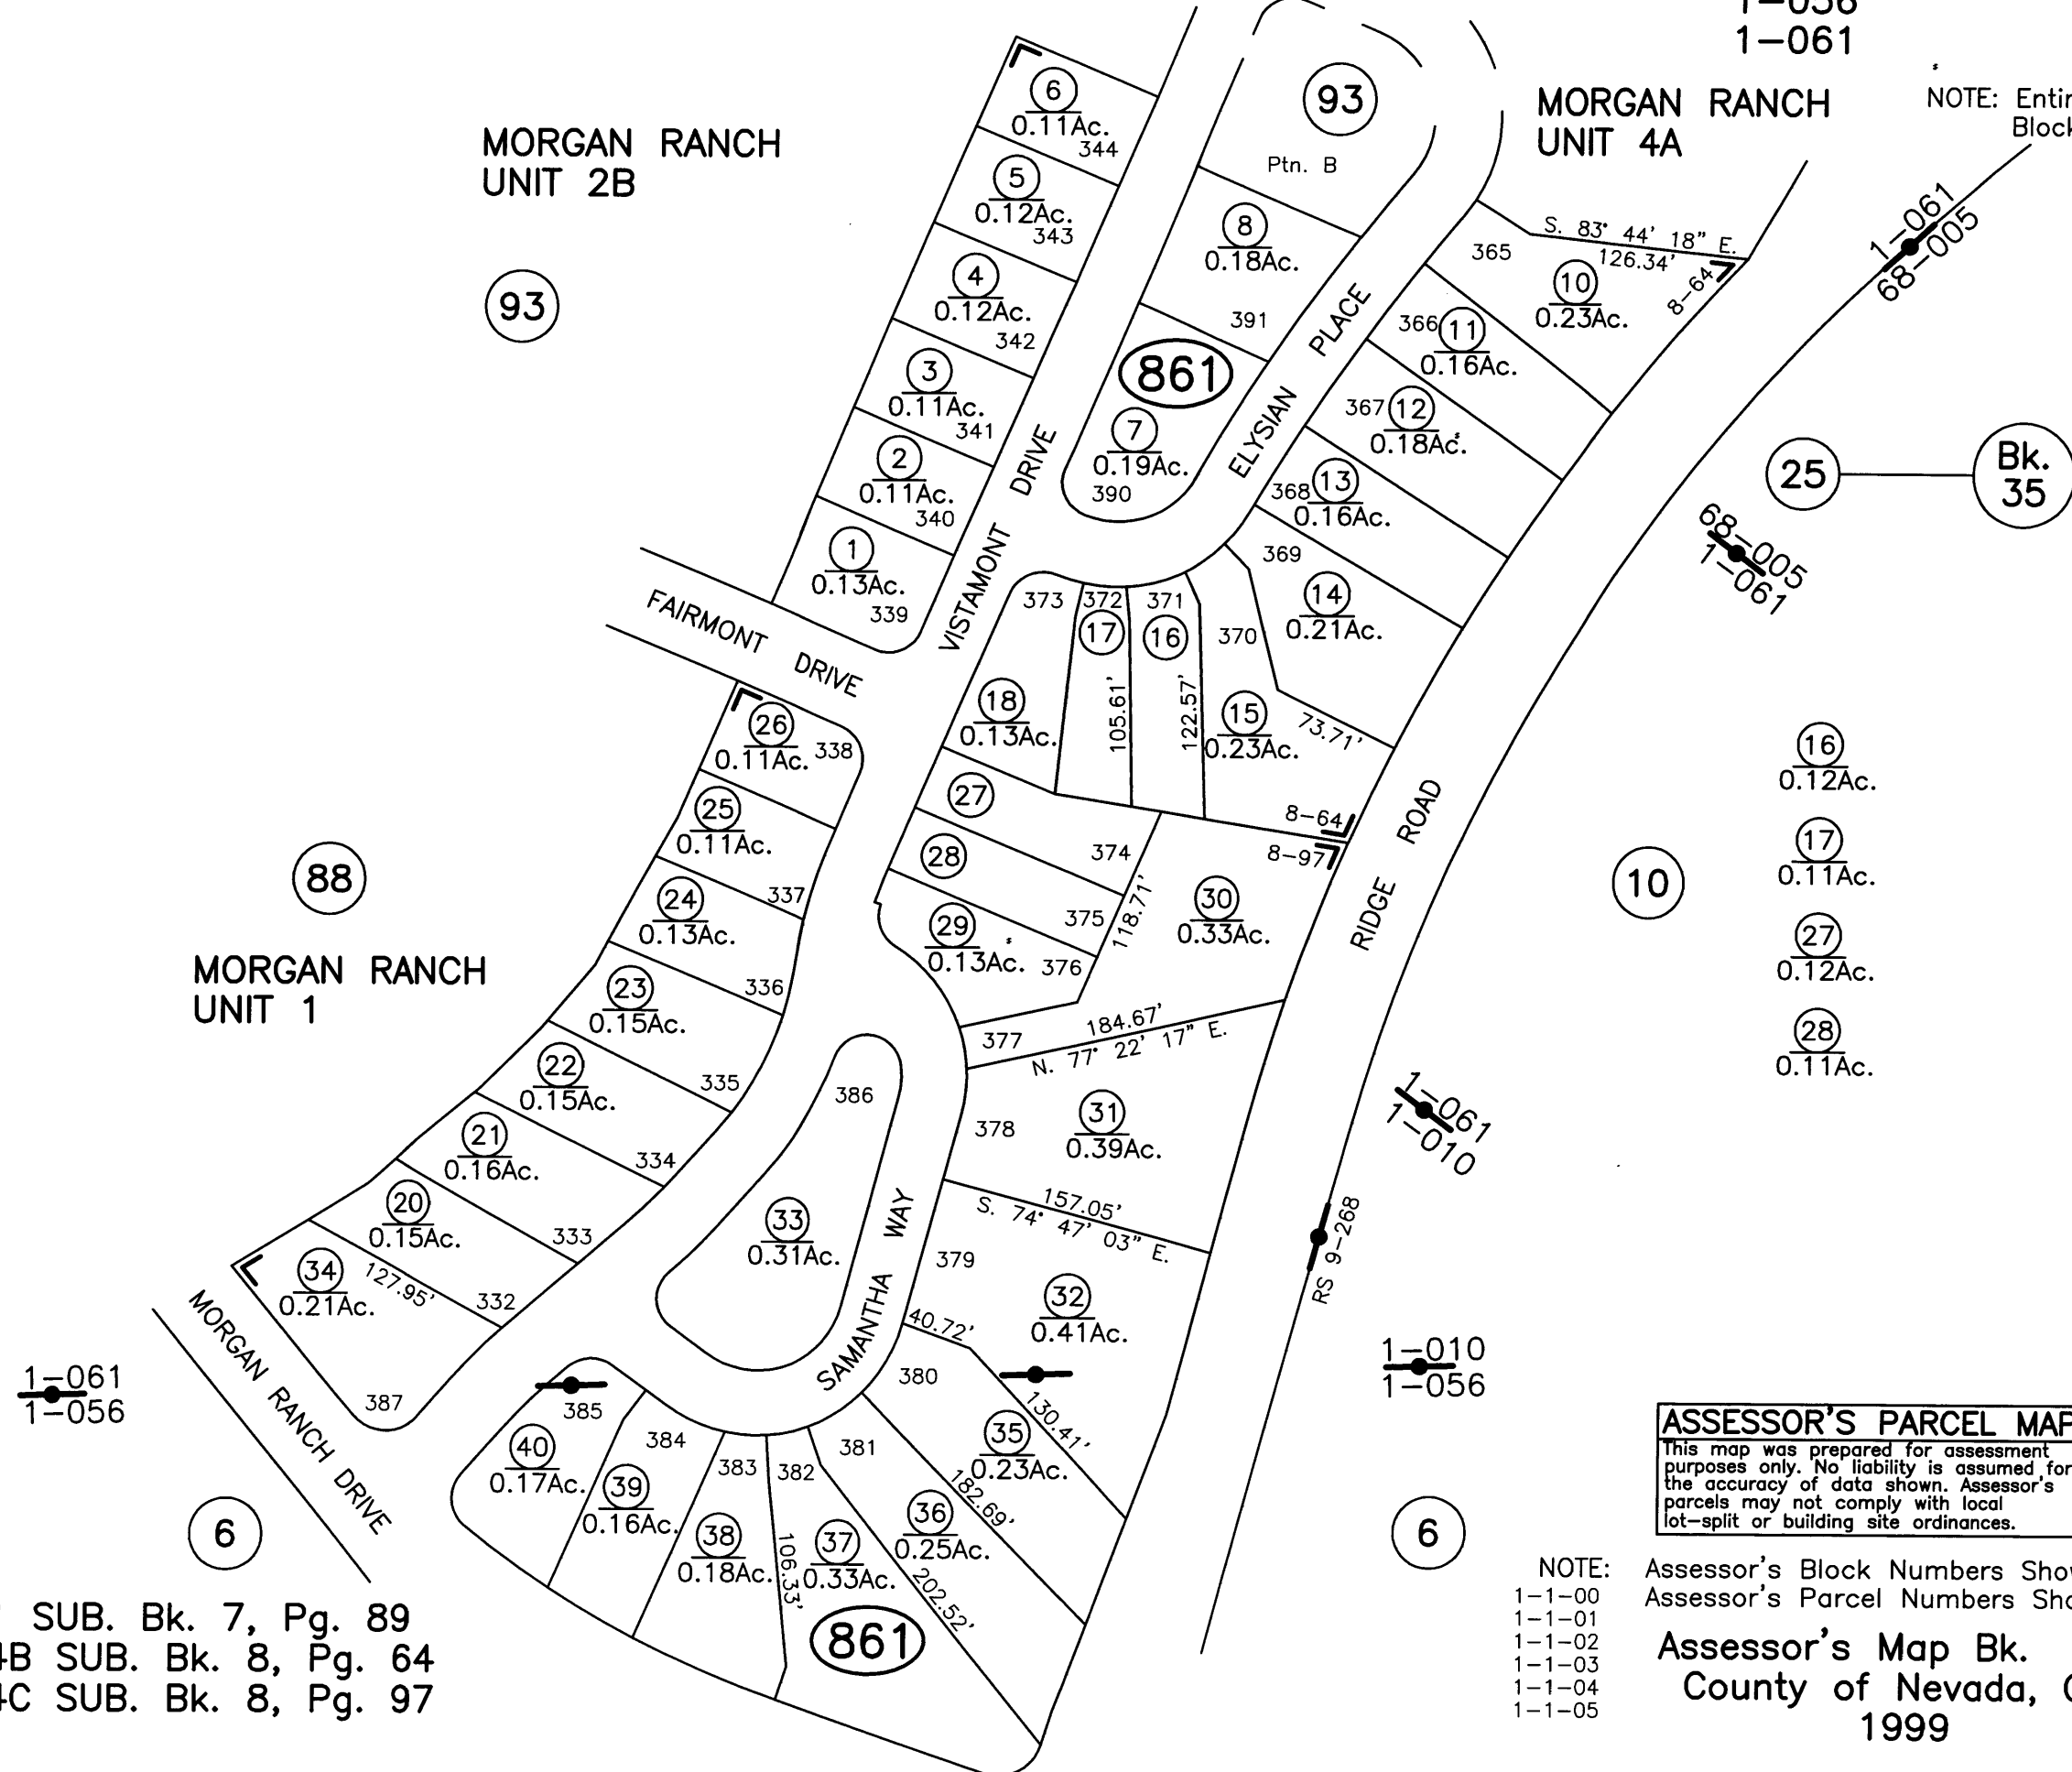 1-061
MORGAN RANCH
UNIT 4A
NOTE:
MORGAN RANCH
UNIT 2B
93
93
Ptn. B
6
0.11Ac.
344
5
0.12Ac.
343
4
0.12Ac.
342
3
0.11Ac.
341
2
0.11Ac.
340
1
0.13Ac.
339
8
0.18Ac.
391
861
7
0.19Ac.
390
VISTAMONT DRIVE
ELYSIAN PLACE
FAIRMONT DRIVE
S. 83° 44' 18" E.
126.34'
365
10
0.23Ac.
8-64
366
11
0.16Ac.
367
12
0.18Ac.
368
13
0.16Ac.
369
14
0.21Ac.
1-061
68-005
25
Bk.
35
68-005
1-061
373
372
371
370
17
16
18
0.13Ac.
105.61'
122.57'
15
0.23Ac.
73.71'
8-64
8-97
26
0.11Ac.
338
25
0.11Ac.
337
24
0.13Ac.
336
23
0.15Ac.
335
22
0.15Ac.
334
21
0.16Ac.
333
20
0.15Ac.
332
34
0.21Ac.
127.95'
387
88
MORGAN RANCH
UNIT 1
27
374
28
375
118.71'
29
0.13Ac.
376
30
0.33Ac.
377
184.67'
N. 77° 22' 17" E.
RIDGE ROAD
10
16
0.12Ac.
17
0.11Ac.
27
0.12Ac.
28
0.11Ac.
386
33
0.31Ac.
378
31
0.39Ac.
157.05'
S. 74° 47' 03" E.
379
32
0.41Ac.
40.72'
SAMANTHA WAY
1-061
1-010
RS 9-268
1-010
1-056
1-061
1-056
MORGAN RANCH DRIVE
6
385
40
0.17Ac.
384
39
0.16Ac.
383
38
0.18Ac.
382
106.33'
37
0.33Ac.
381
202.52'
36
0.25Ac.
182.69'
380
35
0.23Ac.
130.41'
861
6
SUB. Bk. 7, Pg. 89
4B SUB. Bk. 8, Pg. 64
4C SUB. Bk. 8, Pg. 97
ASSESSOR'S PARCEL MAP
This map was prepared for assessment
purposes only. No liability is assumed for
the accuracy of data shown. Assessor's
parcels may not comply with local
lot-split or building site ordinances.
NOTE: Assessor's Block Numbers
Assessor's Parcel Numbers
1-1-00
1-1-01
1-1-02
1-1-03
1-1-04
1-1-05
Assessor's Map Bk.
County of Nevada,
1999